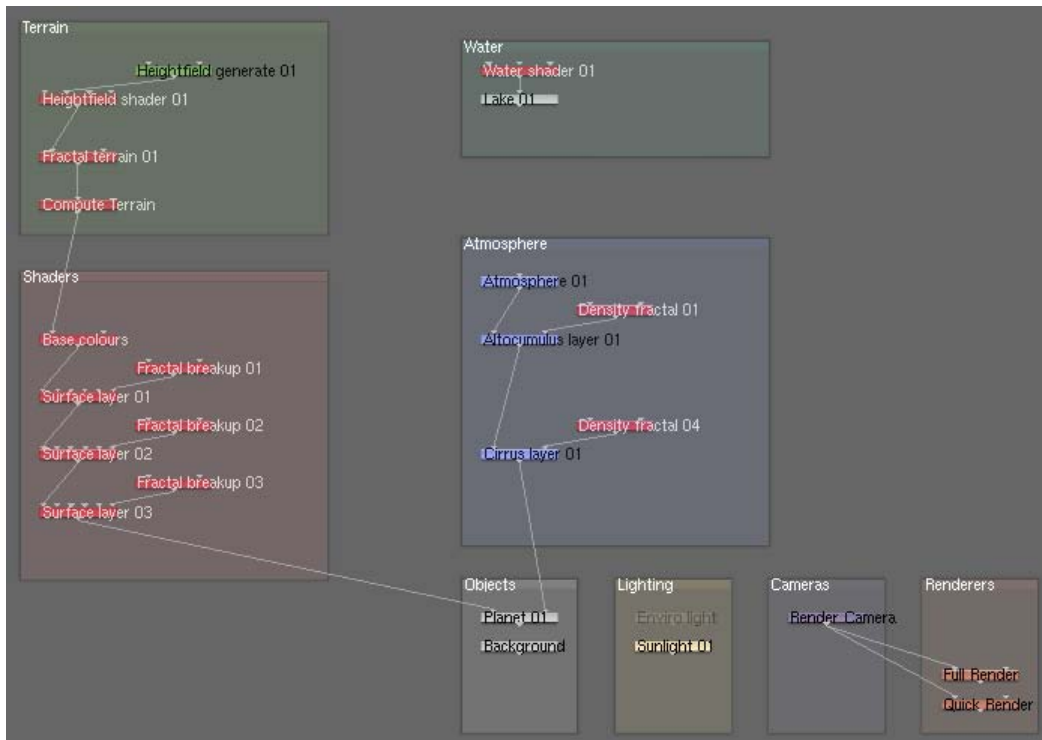 Terrain
Heightfield generate 01
Heightfield shader 01
Fractal terrain 01
Compute Terrain
Shaders
Base colours
Fractal breakup 01
Surface layer 01
Fractal breakup 02
Surface layer 02
Fractal breakup 03
Surface layer 03
Water
Water shader 01
Lake 01
Atmosphere
Atmosphere 01
Density fractal 01
Altocumulus layer 01
Density fractal 04
Cirrus layer 01
Objects
Planet 01
Background
Lighting
Enviro light
Sunlight 01
Cameras
Render Camera
Renderers
Full Render
Quick Render